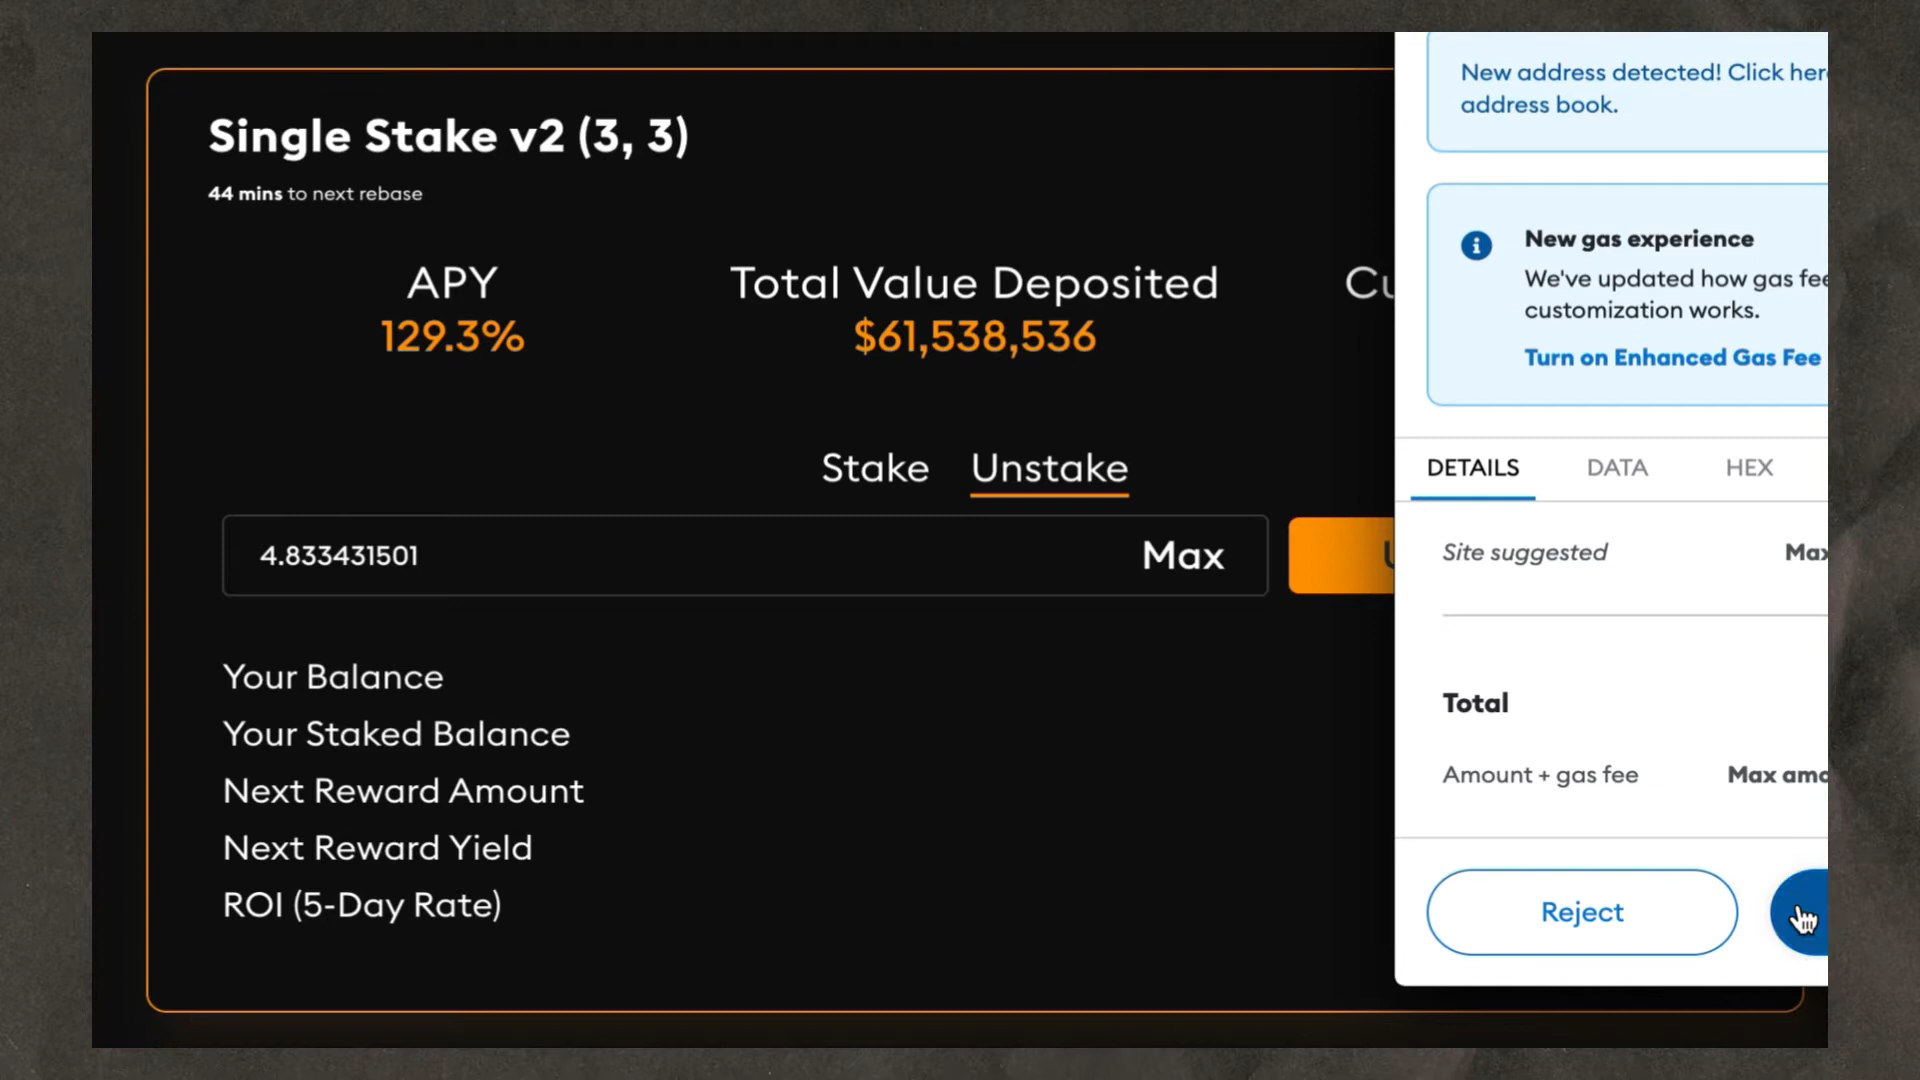 Single Stake v2 (3, 3)
44 mins to next rebase
APY
129.3%
Total Value Deposited
$61,538,536
Stake
Unstake
4.833431501
Max
Your Balance
Your Staked Balance
Next Reward Amount
Next Reward Yield
ROI (5-Day Rate)
New address detected! Click
address book.
New gas experience
We've updated how gas
customization works.
Turn on Enhanced Gas Fee
DETAILS
DATA
HEX
Site suggested
Max
Total
Amount + gas fee
Max
Reject